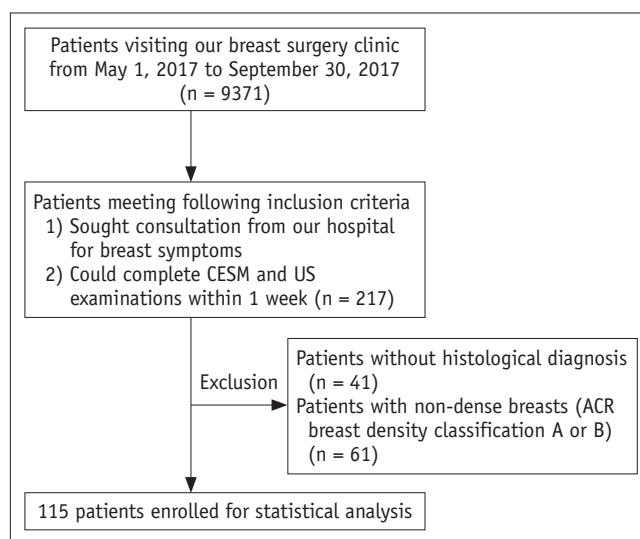 Patients visiting our breast surgery clinic
from May 1, 2017 to September 30, 2017
(n = 9371)
Patients meeting following inclusion criteria
1) Sought consultation from our hospital
for breast symptoms
2) Could complete CESM and US
examinations within 1 week (n = 217)
Exclusion
Patients without histological diagnosis
(n = 41)
Patients with non-dense breasts (ACR
breast density classification A or B)
(n = 61)
115 patients enrolled for statistical analysis